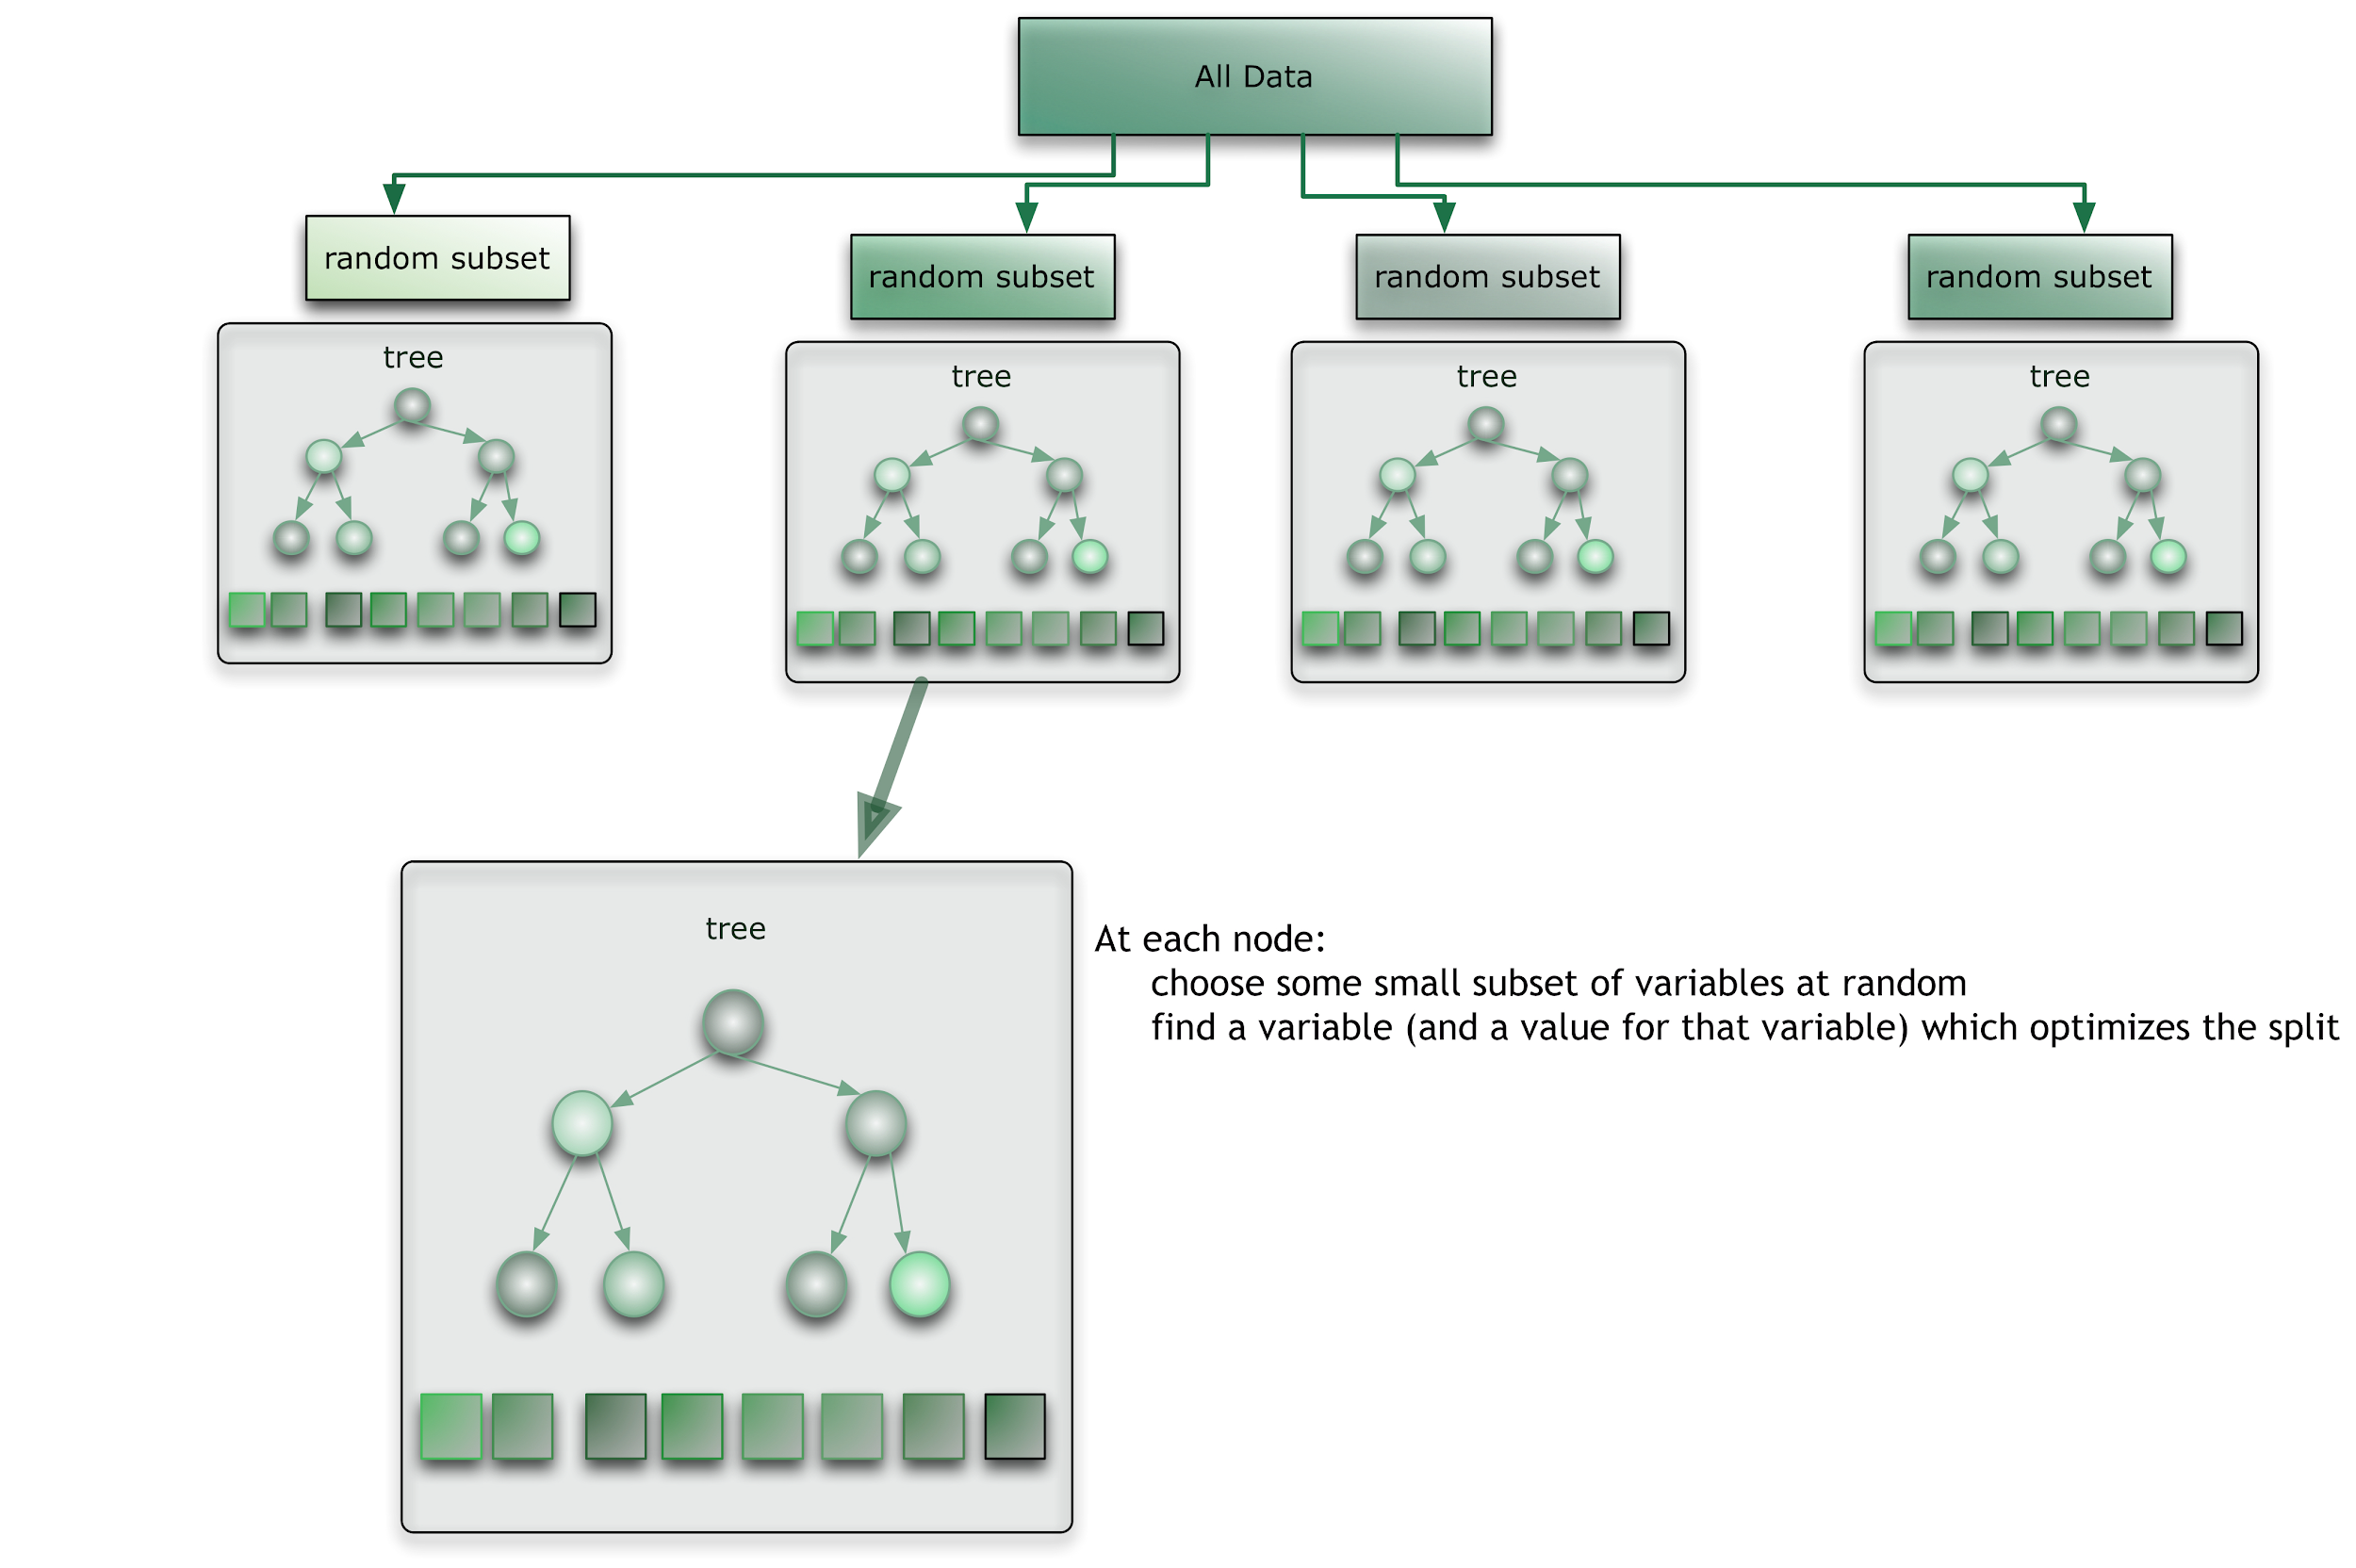 All Data
random subset
random subset
random subset
random subset
tree
tree
tree
tree
tree
At each node:
choose some small subset of variables at random
find a variable (and a value for that variable) which optimizes the split